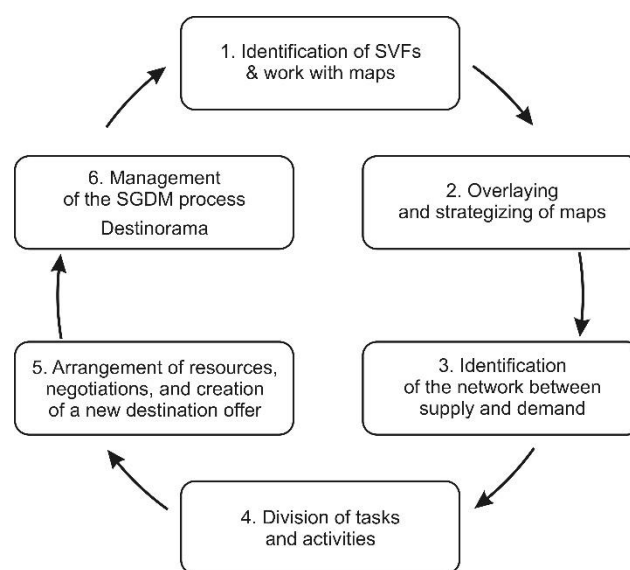 1. Identification of SVFs
& work with maps
2. Overlaying
and strategizing of maps
3. Identification
of the network between
supply and demand
4. Division of tasks
and activities
5. Arrangement of resources,
negotiations, and creation
of a new destination offer
6. Management
of the SGDM process
Destinorama